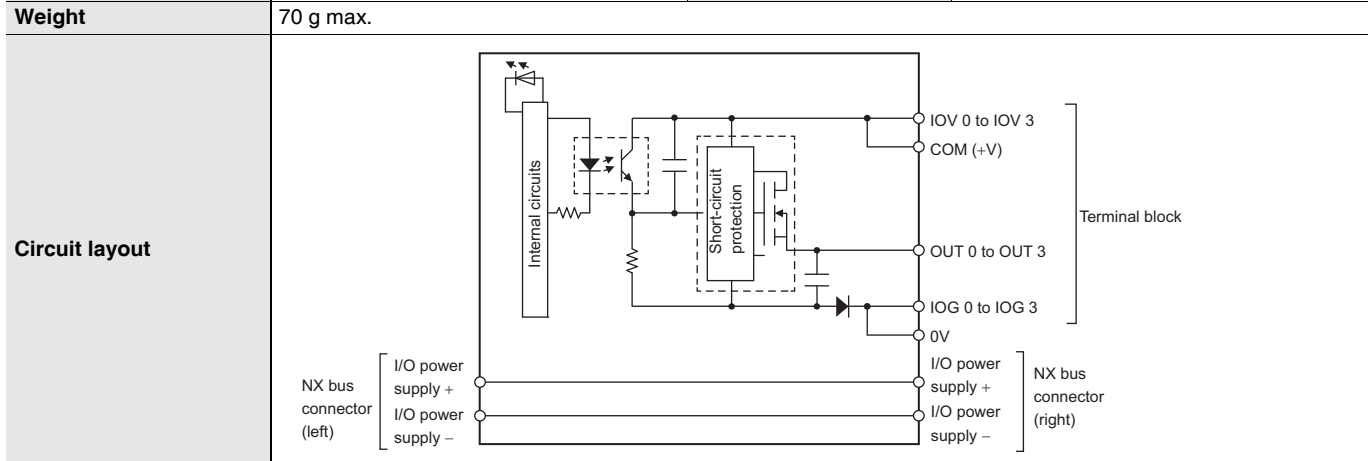 Weight
70 g max.
Circuit layout
Internal circuits
Short-circuit
protection
IOV 0 to IOV 3
COM (+V)
OUT 0 to OUT 3
IOG 0 to IOG 3
0V
Terminal block
NX bus
connector
(left)
I/O power
supply +
I/O power
supply −
I/O power
supply +
I/O power
supply −
NX bus
connector
(right)